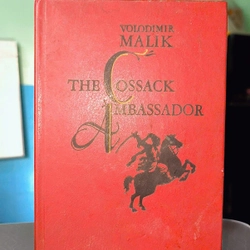 VOLODIMIR
MALIK
THE COSSACK
AMBASSADOR